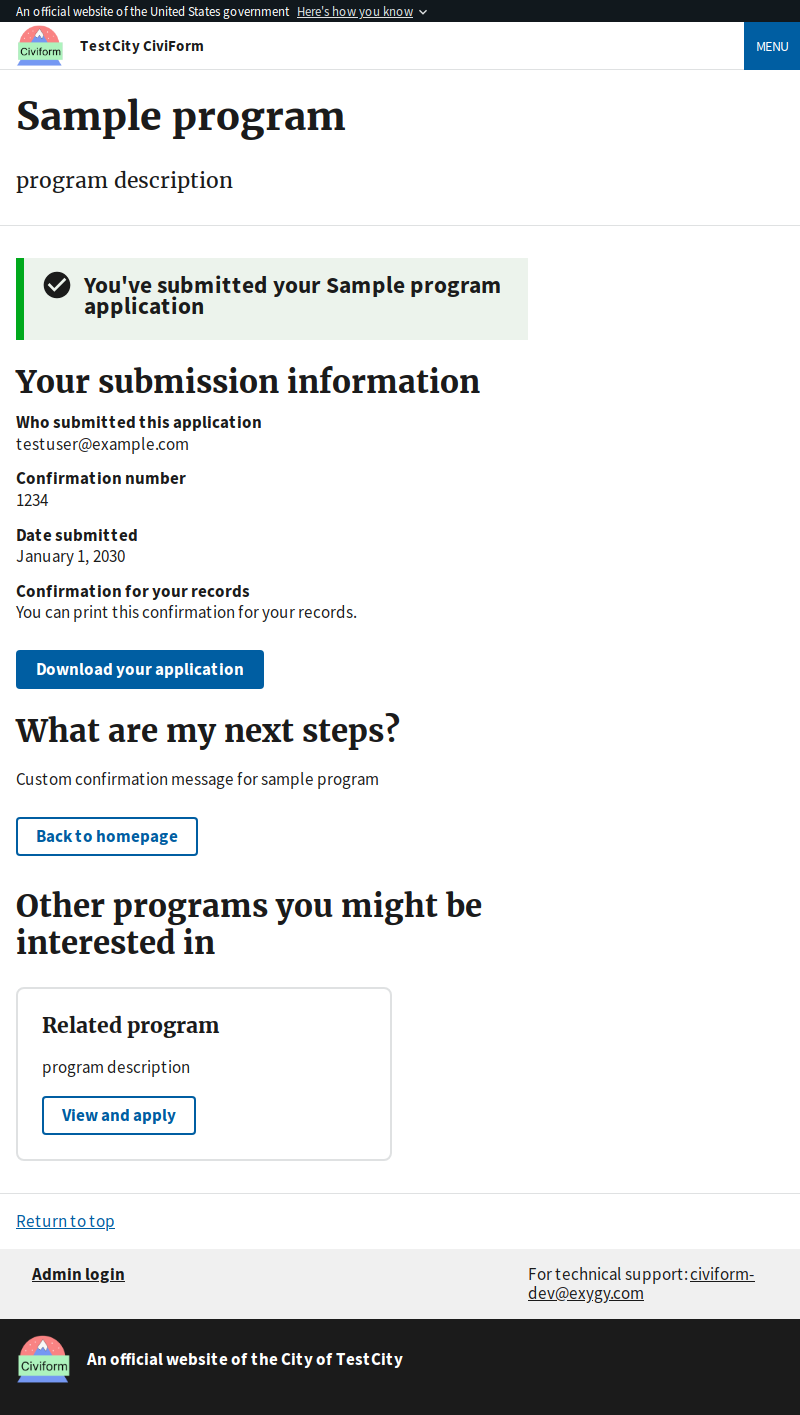 An official website of the United States government Here's how you know
Civiform
TestCity CiviForm
MENU
Sample program
program description
You've submitted your Sample program
application
Your submission information
Who submitted this application
testuser@example.com
Confirmation number
1234
Date submitted
January 1, 2030
Confirmation for your records
You can print this confirmation for your records.
Download your application
What are my next steps?
Custom confirmation message for sample program
Back to homepage
Other programs you might be
interested in
Related program
program description
View and apply
Return to top
Admin login
For technical support: civiform-
dev@exygy.com
Civiform
An official website of the City of TestCity